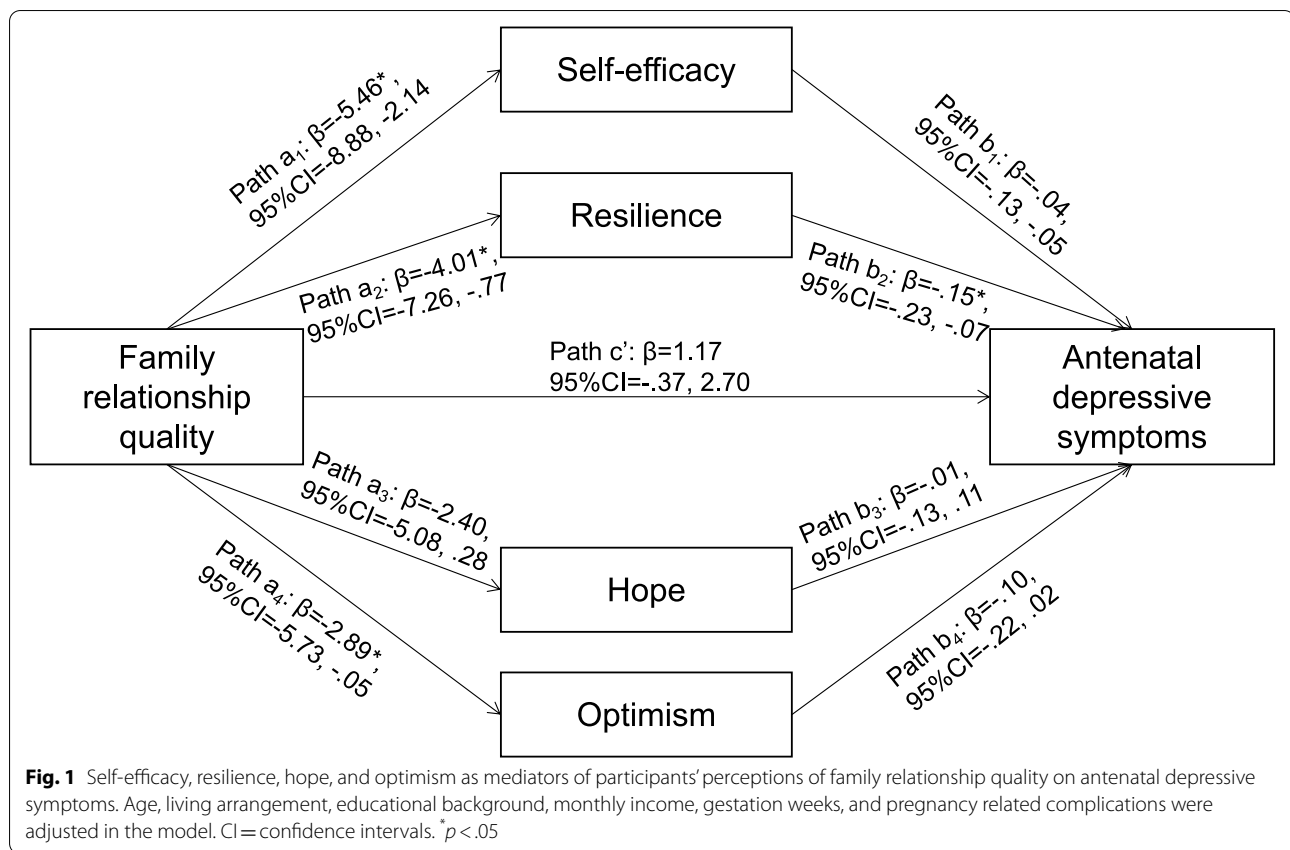 Self-efficacy
Path a₁: β=-5.46*,
95%CI=-8.88, -2.14
Path b₁: β=-.04,
95%CI=-.13, -.05
Resilience
Path a₂: β=-4.01*,
95%CI=-7.26, -.77
Path b₂: β=-.15*,
95%CI=-.23, -.07
Family
relationship
quality
Path c’: β=1.17
95%CI=-.37, 2.70
Antenatal
depressive
symptoms
Path a₃: β=-2.40,
95%CI=-5.08, .28
Path b₃: β=-.01,
95%CI=-.13, .11
Hope
Path a₄: β=-2.89*,
95%CI=-5.73, -.05
Path b₄: β=-.10,
95%CI=-.22, .02
Optimism
Fig. 1 Self-efficacy, resilience, hope, and optimism as mediators of participants’ perceptions of family relationship quality on antenatal depressive
symptoms. Age, living arrangement, educational background, monthly income, gestation weeks, and pregnancy related complications were
adjusted in the model. CI = confidence intervals. *p < .05